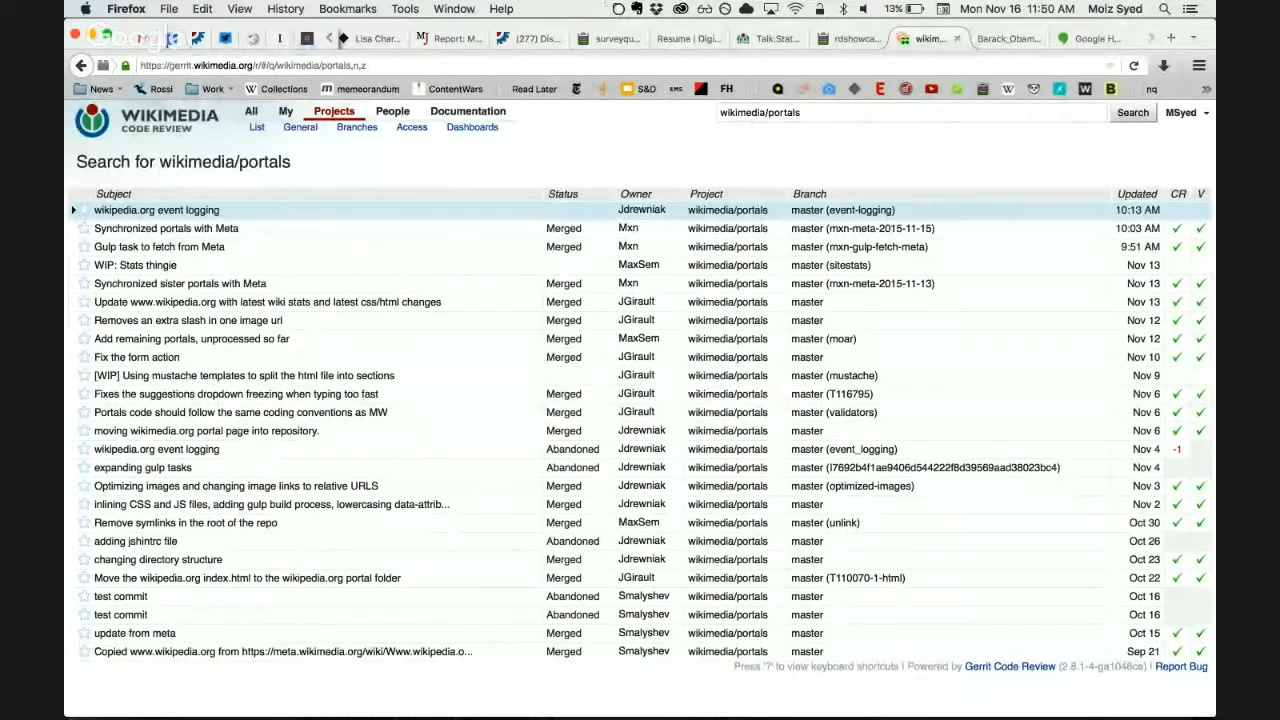 Firefox File Edit View History Bookmarks Tools Window Help 13% Mon Nov 16 11:50 AM Moiz Syed
Lisa Char... Report: M... (277) Dis... surveyqu... Resume | Digi... Talk:Stat... rdshowca... wikim... Barack_Obam... Google H...
https://gerrit.wikimedia.org/r/#/q/wikimedia/portals,n,z
News Rossi Work Collections memeorandum ContentWars Read Later S&D FH nq
WIKIMEDIA
CODE REVIEW
All My Projects People Documentation
List General Branches Access Dashboards
wikimedia/portals Search MSyed
Search for wikimedia/portals
Subject Status Owner Project Branch Updated CR V
wikipedia.org event logging Jdrewniak wikimedia/portals master (event-logging) 10:13 AM
Synchronized portals with Meta Merged Mxn wikimedia/portals master (mxn-meta-2015-11-15) 10:03 AM ✓ ✓
Gulp task to fetch from Meta Merged Mxn wikimedia/portals master (mxn-gulp-fetch-meta) 9:51 AM ✓ ✓
WIP: Stats thingie MaxSem wikimedia/portals master (sitestats) Nov 13
Synchronized sister portals with Meta Merged Mxn wikimedia/portals master (mxn-meta-2015-11-13) Nov 13 ✓ ✓
Update www.wikipedia.org with latest wiki stats and latest css/html changes Merged JGirault wikimedia/portals master Nov 13 ✓ ✓
Removes an extra slash in one image url Merged JGirault wikimedia/portals master Nov 12 ✓ ✓
Add remaining portals, unprocessed so far Merged MaxSem wikimedia/portals master (moar) Nov 12 ✓ ✓
Fix the form action Merged JGirault wikimedia/portals master Nov 10 ✓ ✓
[WIP] Using mustache templates to split the html file into sections JGirault wikimedia/portals master (mustache) Nov 9
Fixes the suggestions dropdown freezing when typing too fast Merged JGirault wikimedia/portals master (T116795) Nov 6 ✓ ✓
Portals code should follow the same coding conventions as MW Merged JGirault wikimedia/portals master (validators) Nov 6 ✓ ✓
moving wikimedia.org portal page into repository. Merged Jdrewniak wikimedia/portals master Nov 6 ✓ ✓
wikipedia.org event logging Abandoned Jdrewniak wikimedia/portals master (event_logging) Nov 4 -1
expanding gulp tasks Abandoned Jdrewniak wikimedia/portals master (I7692b4f1ae9406d544222f8d39569aad38023bc4) Nov 4
Optimizing images and changing image links to relative URLS Merged Jdrewniak wikimedia/portals master (optimized-images) Nov 3 ✓ ✓
inlining CSS and JS files, adding gulp build process, lowercasing data-attrib... Merged Jdrewniak wikimedia/portals master Nov 2 ✓ ✓
Remove symlinks in the root of the repo Merged MaxSem wikimedia/portals master (unlink) Oct 30 ✓ ✓
adding jshintrc file Abandoned Jdrewniak wikimedia/portals master Oct 26
changing directory structure Merged Jdrewniak wikimedia/portals master Oct 23 ✓ ✓
Move the wikipedia.org index.html to the wikipedia.org portal folder Merged JGirault wikimedia/portals master (T110070-1-html) Oct 22 ✓ ✓
test commit Abandoned Smalyshev wikimedia/portals master Oct 16
test commit Abandoned Smalyshev wikimedia/portals master Oct 16
update from meta Merged Smalyshev wikimedia/portals master Oct 15 ✓ ✓
Copied www.wikipedia.org from https://meta.wikimedia.org/wiki/Www.wikipedia.o... Merged Smalyshev wikimedia/portals master Sep 21 ✓ ✓
Press '?' to view keyboard shortcuts | Powered by Gerrit Code Review (2.8.1-4-ga1048ce) | Report Bug